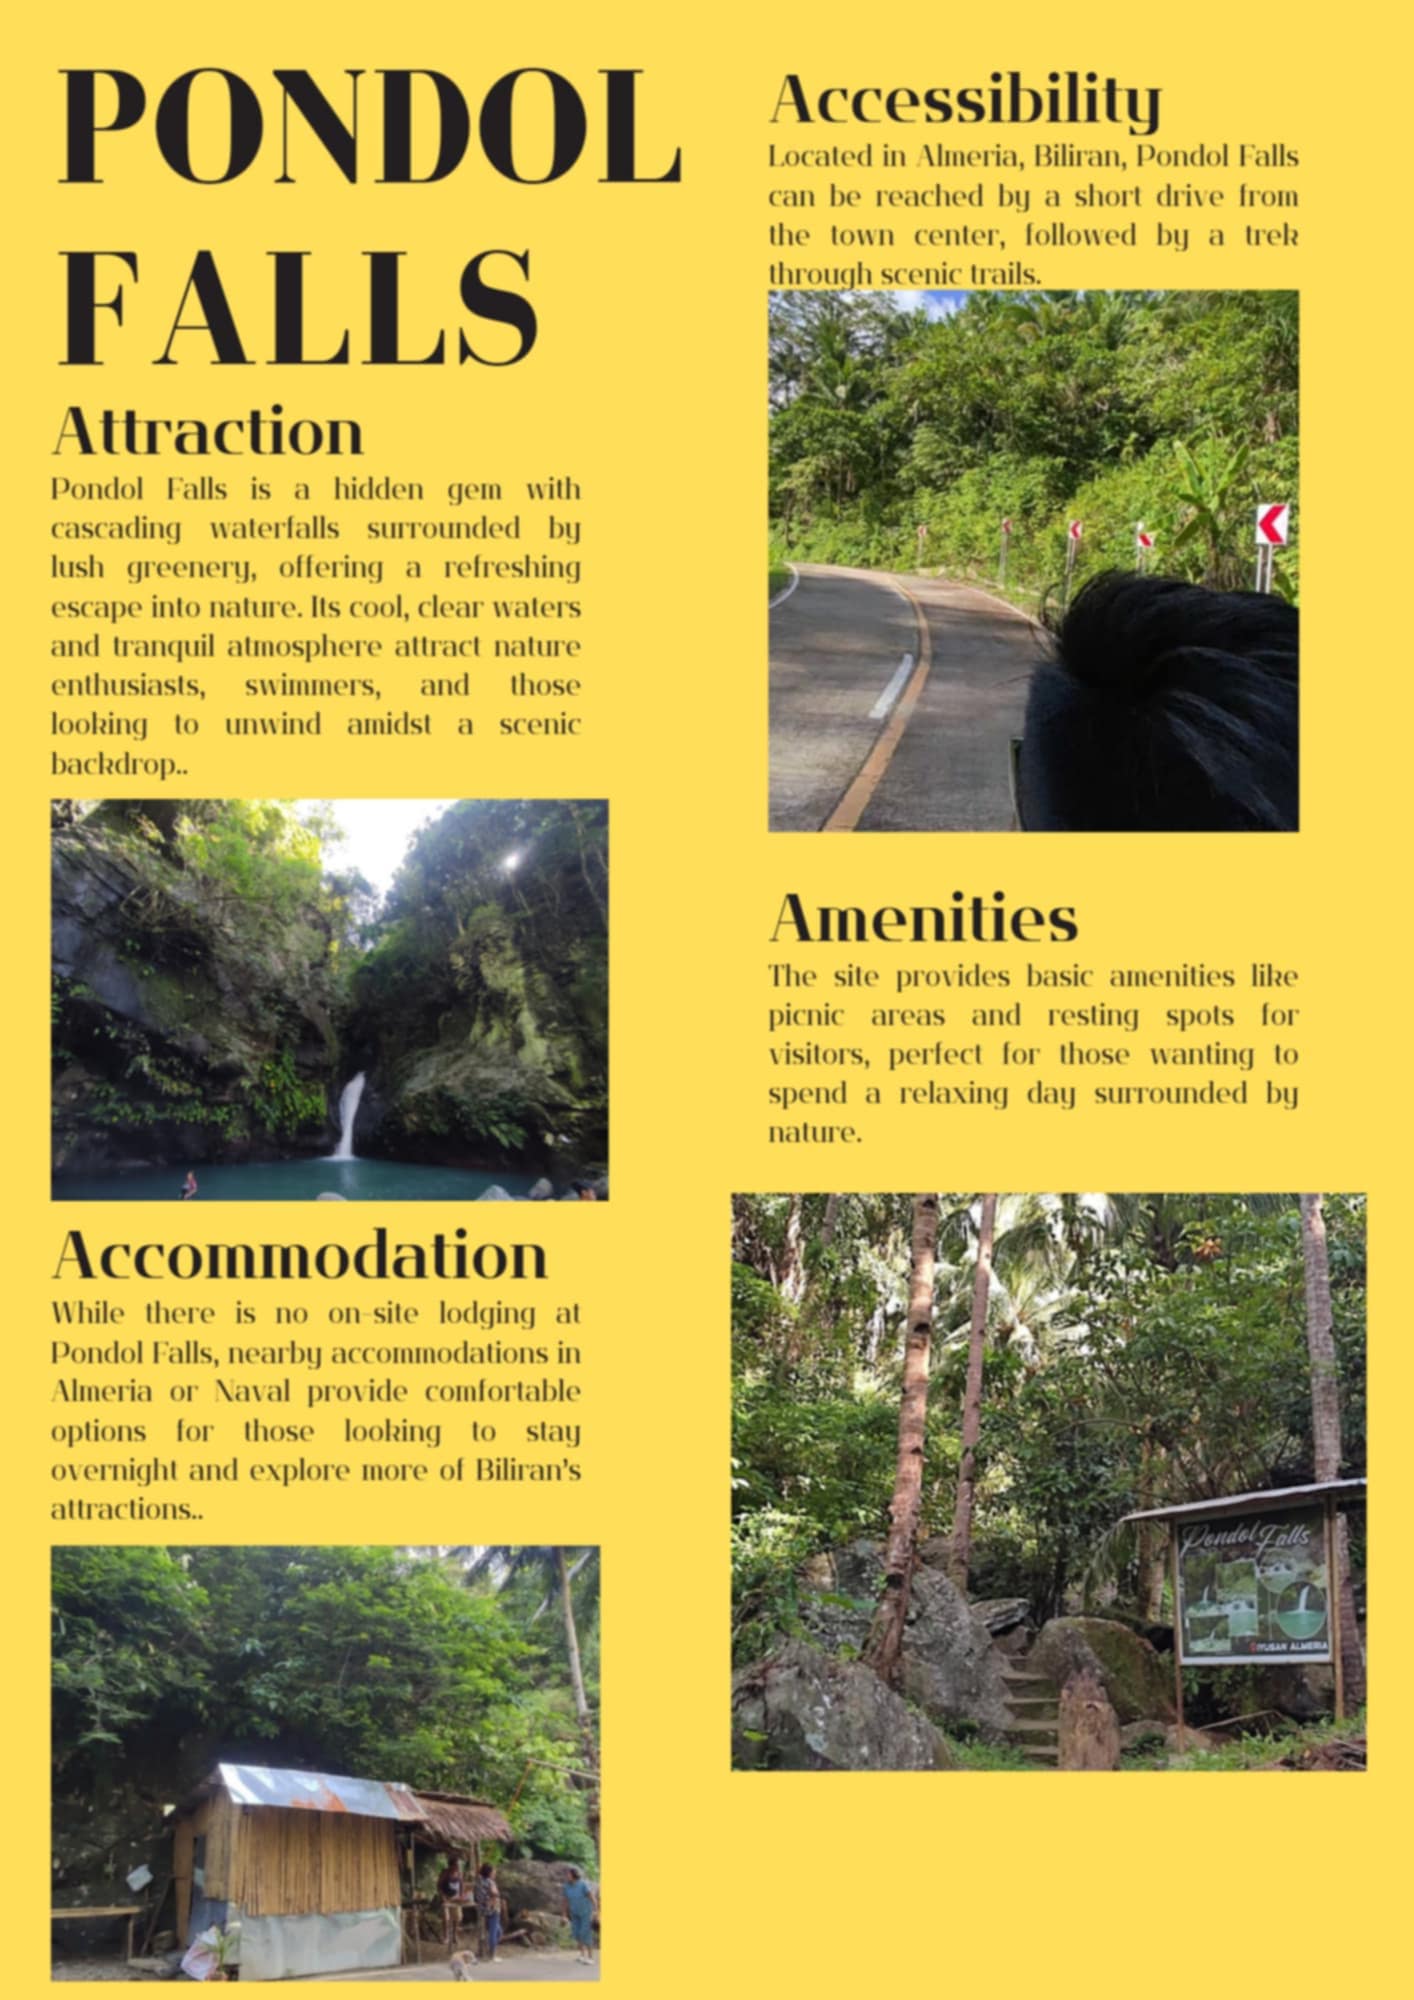 PONDOL
FALLS
Attraction
Pondol Falls is a hidden gem with
cascading waterfalls surrounded by
lush greenery, offering a refreshing
escape into nature. Its cool, clear waters
and tranquil atmosphere attract nature
enthusiasts, swimmers, and those
looking to unwind amidst a scenic
backdrop..
Accommodation
While there is no on-site lodging at
Pondol Falls, nearby accommodations in
Almeria or Naval provide comfortable
options for those looking to stay
overnight and explore more of Biliran's
attractions..
Accessibility
Located in Almeria, Biliran, Pondol Falls
can be reached by a short drive from
the town center, followed by a trek
through scenic trails.
Amenities
The site provides basic amenities like
picnic areas and resting spots for
visitors, perfect for those wanting to
spend a relaxing day surrounded by
nature.
Pondol Falls
ALMERIA